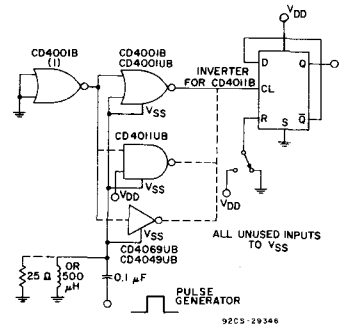 VDD
CD4001B
(1)
CD4001B
CD4001UB
INVERTER
FOR CD4011B
VSS
D
Q
CL
Q̅
R
S
CD4011UB
VSS
VDD
VDD
VSS
CD4069UB
CD4049UB
ALL UNUSED INPUTS
TO VSS
25 Ω
OR
500
μH
0.1 μF
PULSE
GENERATOR
92CS-29346